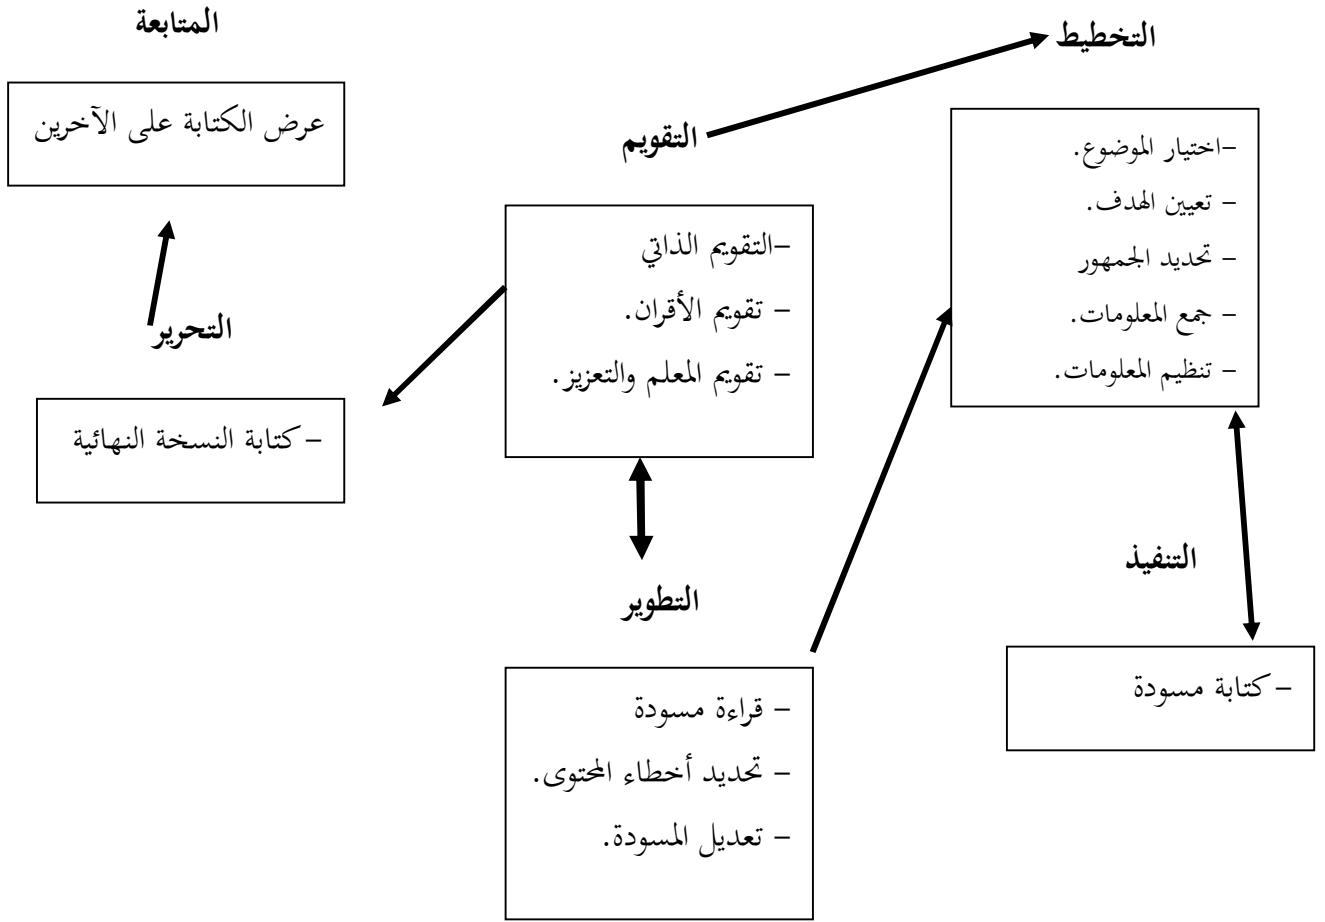 التخطيط
-اختيار الموضوع.
- تعيين الهدف.
- تحديد الجمهور
- جمع المعلومات.
- تنظيم المعلومات.
التنفيذ
- كتابة مسودة
التقويم
-التقويم الذاتي
- تقويم الأقران.
- تقويم المعلم والتعزيز.
التطوير
- قراءة مسودة
- تحديد أخطاء المحتوى.
- تعديل المسودة.
المتابعة
عرض الكتابة على الآخرين
التحرير
- كتابة النسخة النهائية